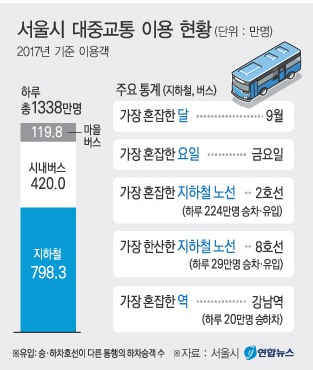 서울시 대중교통 이용 현황 (단위 : 만명)
2017년 기준 이용객
하루
총1338만명
119.8
마을
버스
시내버스
420.0
지하철
798.3
주요 통계 (지하철, 버스)
가장 혼잡한 달 9월
가장 혼잡한 요일 금요일
가장 혼잡한 지하철 노선 2호선
(하루 224만명 승차·유입)
가장 한산한 지하철 노선 8호선
(하루 29만명 승차·유입)
가장 혼잡한 역 강남역
(하루 20만명 승하차)
※유입: 승·하차호선이 다른 통행의 하차승객 수 ※자료 : 서울시 연합뉴스